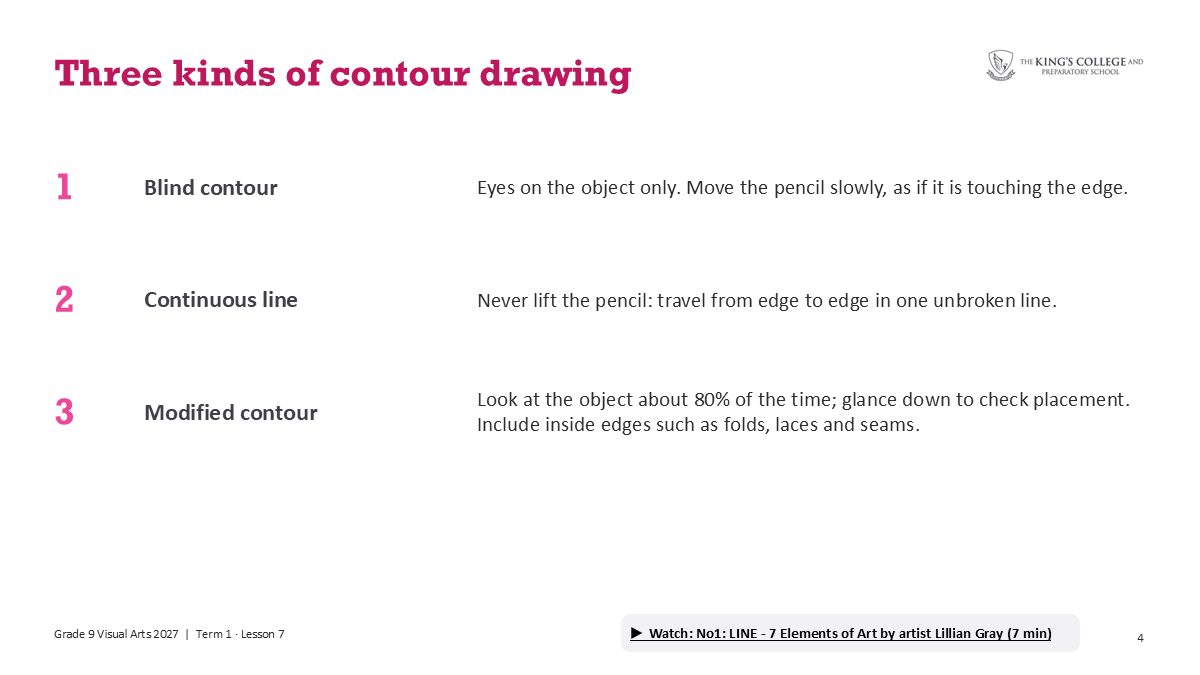 Three kinds of contour drawing
THE KING'S COLLEGE AND
PREPARATORY SCHOOL
1
Blind contour
Eyes on the object only. Move the pencil slowly, as if it is touching the edge.
2
Continuous line
Never lift the pencil: travel from edge to edge in one unbroken line.
3
Modified contour
Look at the object about 80% of the time; glance down to check placement.
Include inside edges such as folds, laces and seams.
Grade 9 Visual Arts 2027 | Term 1 · Lesson 7
▶ Watch: No1: LINE - 7 Elements of Art by artist Lillian Gray (7 min)
4